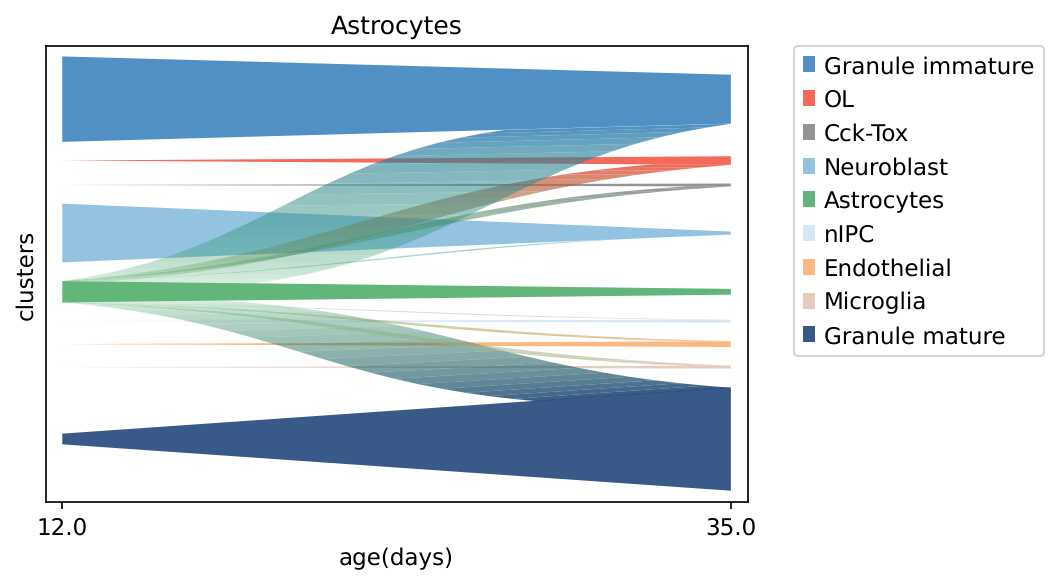 Astrocytes
clusters
12.0
35.0
age(days)
Granule immature
OL
Cck-Tox
Neuroblast
Astrocytes
nIPC
Endothelial
Microglia
Granule mature